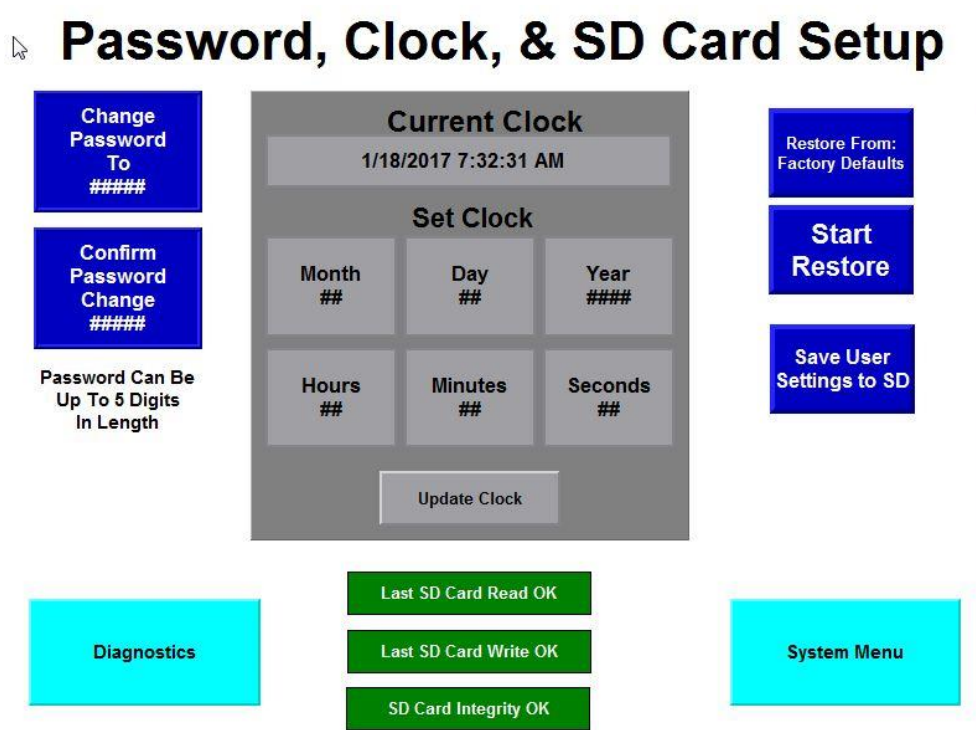 Password, Clock, & SD Card Setup
Change
Password
To
#####
Confirm
Password
Change
#####
Password Can Be
Up To 5 Digits
In Length
Current Clock
1/18/2017 7:32:31 AM
Set Clock
Month
##
Day
##
Year
####
Hours
##
Minutes
##
Seconds
##
Update Clock
Restore From:
Factory Defaults
Start
Restore
Save User
Settings to SD
Diagnostics
Last SD Card Read OK
Last SD Card Write OK
SD Card Integrity OK
System Menu